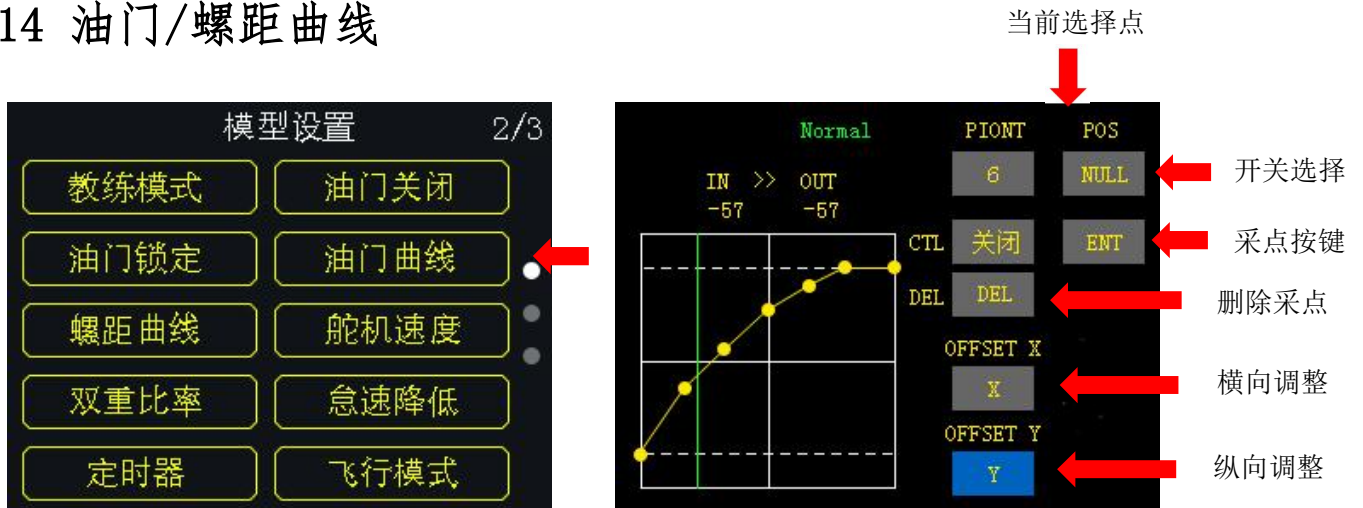 14 油门/螺距曲线
当前选择点
模型设置 2/3
教练模式 油门关闭
油门锁定 油门曲线
螺距曲线 舵机速度
双重比率 怠速降低
定时器 飞行模式
Normal PIONT POS
6 NULL 开关选择
IN >> OUT
-57 -57
CTL 关闭 ENT 采点按键
DEL DEL 删除采点
OFFSET X
X 横向调整
OFFSET Y
Y 纵向调整